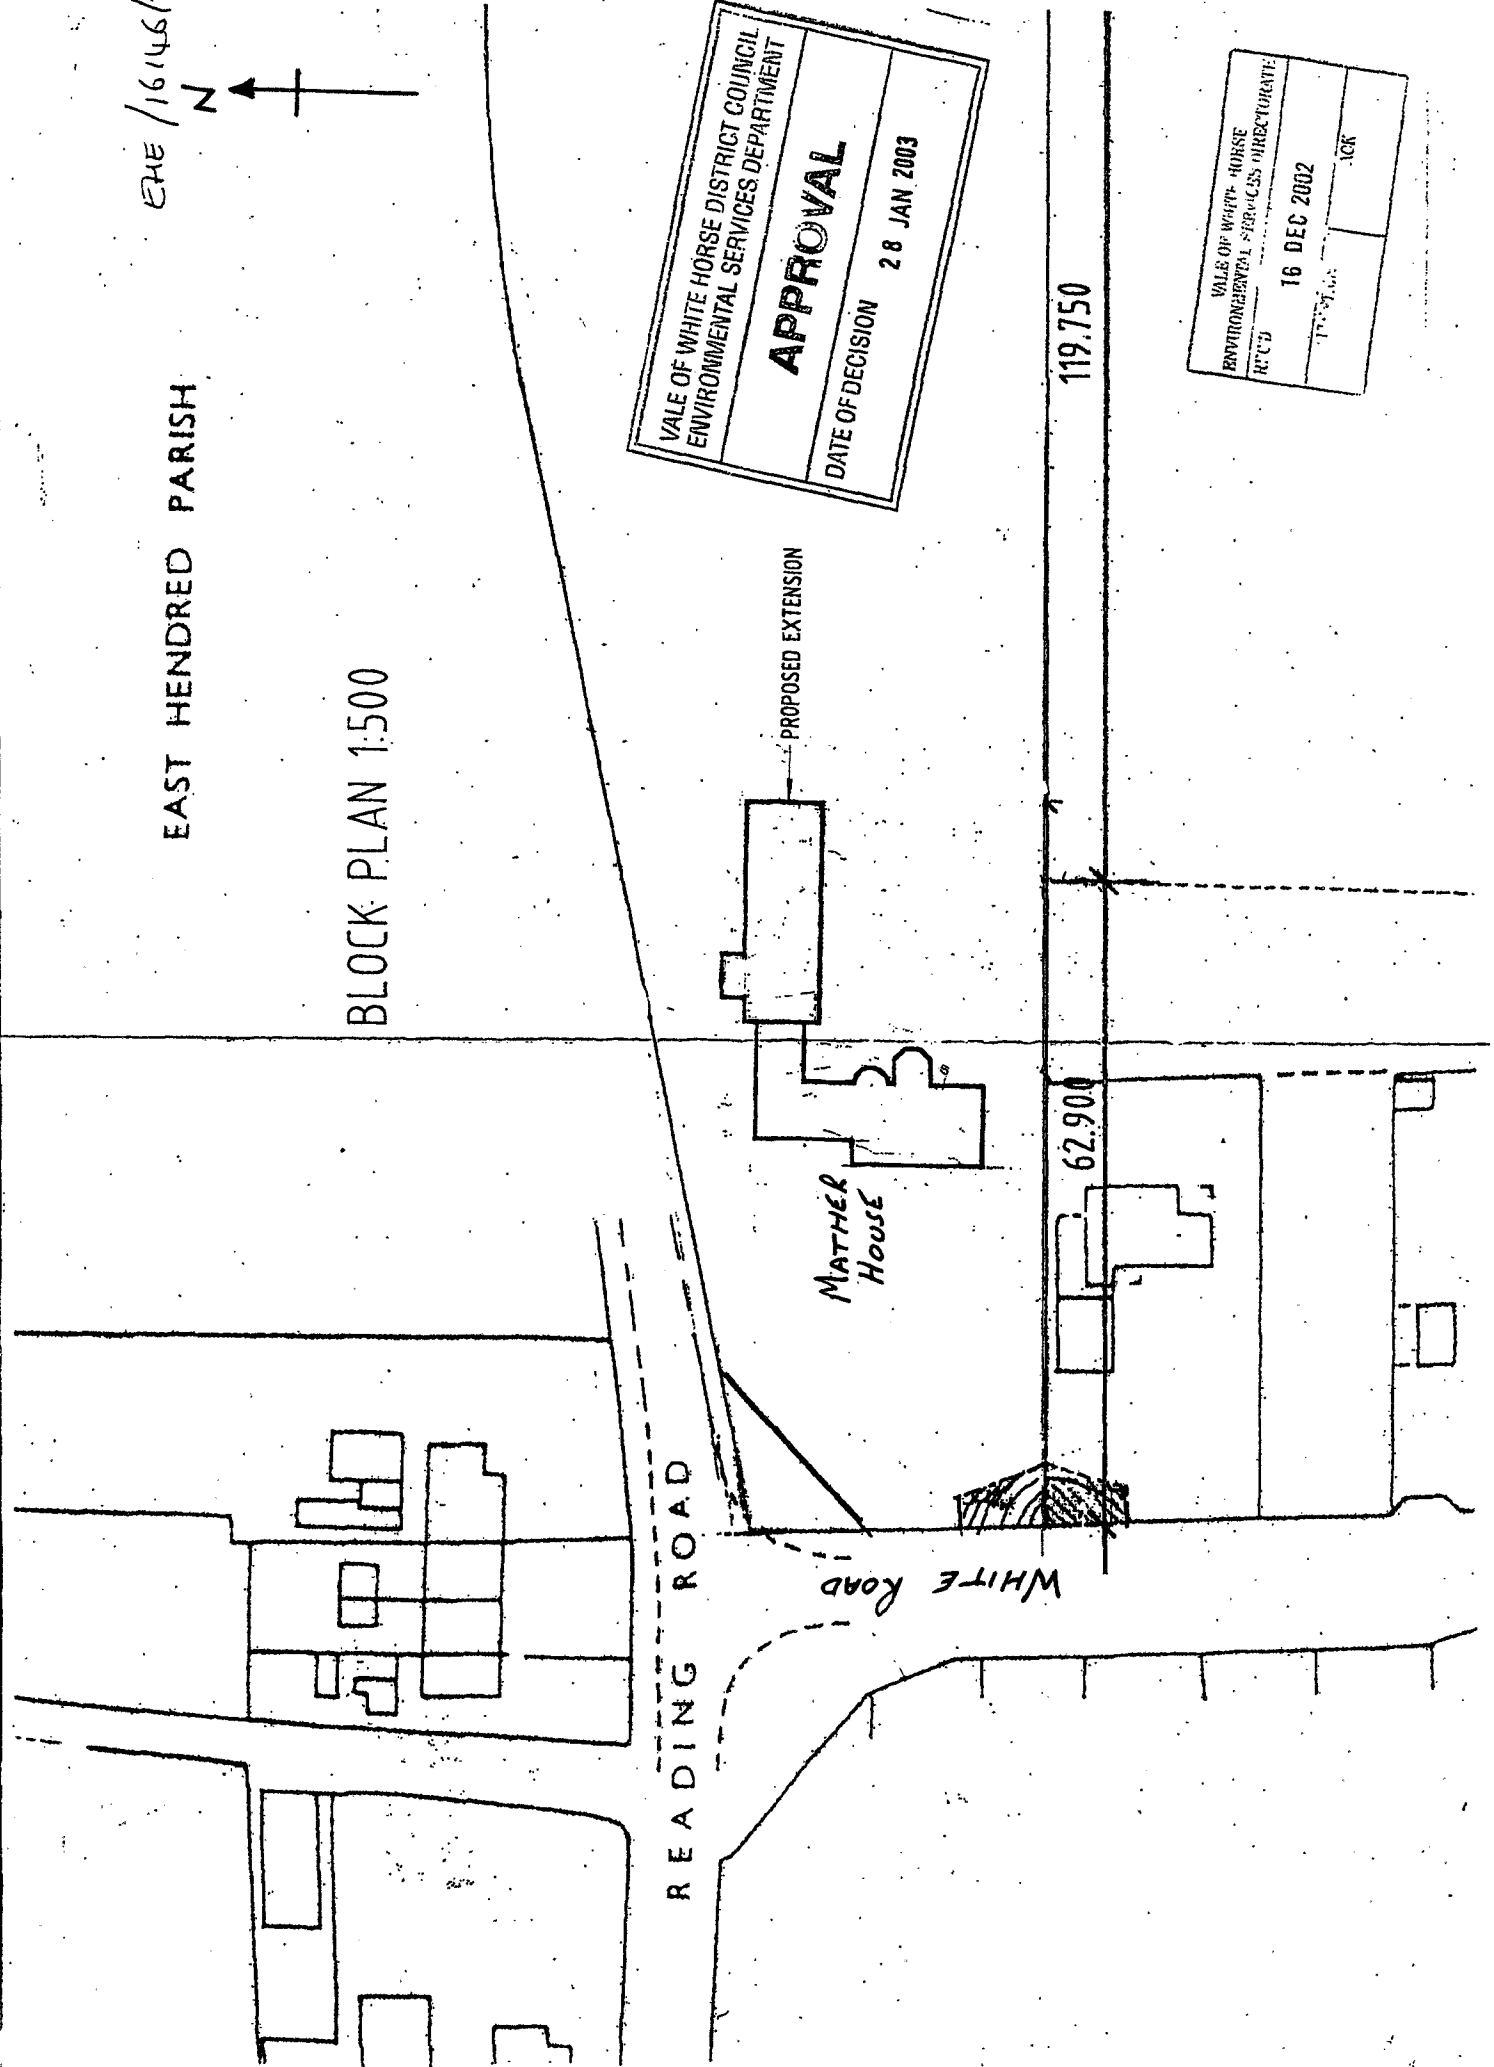 EHE /16146/
N
EAST HENDRED PARISH
BLOCK PLAN 1:500
VALE OF WHITE HORSE DISTRICT COUNCIL
ENVIRONMENTAL SERVICES DEPARTMENT
APPROVAL
DATE OF DECISION 28 JAN 2003
PROPOSED EXTENSION
119.750
VALE OF WHITE HORSE
ENVIRONMENTAL SERVICES DIRECTORATE
REC'D
16 DEC 2002
ACK
62.900
MATHER
HOUSE
READING ROAD
WHITE ROAD